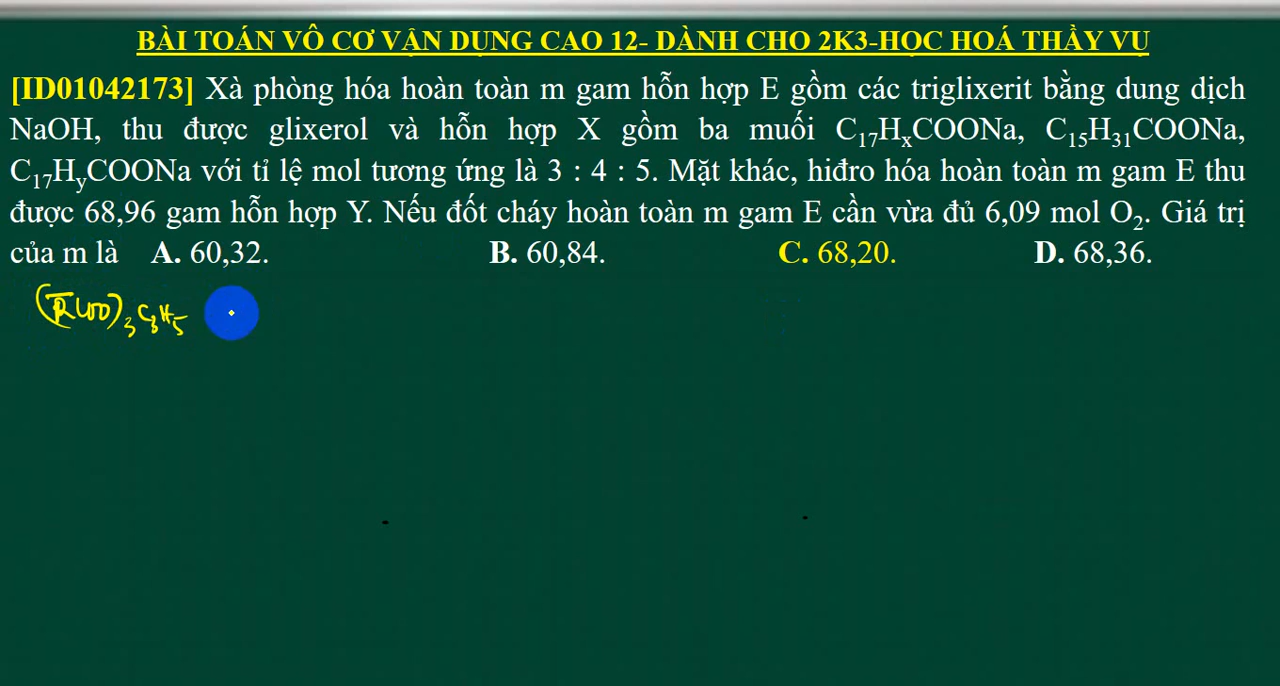 BÀI TOÁN VÔ CƠ VẬN DỤNG CAO 12- DÀNH CHO 2K3-HỌC HOÁ THẦY VỤ
[ID01042173] Xà phòng hóa hoàn toàn m gam hỗn hợp E gồm các triglixerit bằng dung dịch
NaOH, thu được glixerol và hỗn hợp X gồm ba muối C₁₇HₓCOONa, C₁₅H₃₁COONa,
C₁₇HᵧCOONa với tỉ lệ mol tương ứng là 3 : 4 : 5. Mặt khác, hiđro hóa hoàn toàn m gam E thu
được 68,96 gam hỗn hợp Y. Nếu đốt cháy hoàn toàn m gam E cần vừa đủ 6,09 mol O₂. Giá trị
của m là A. 60,32. B. 60,84. C. 68,20. D. 68,36.
(R̅COO)₃C₃H₅